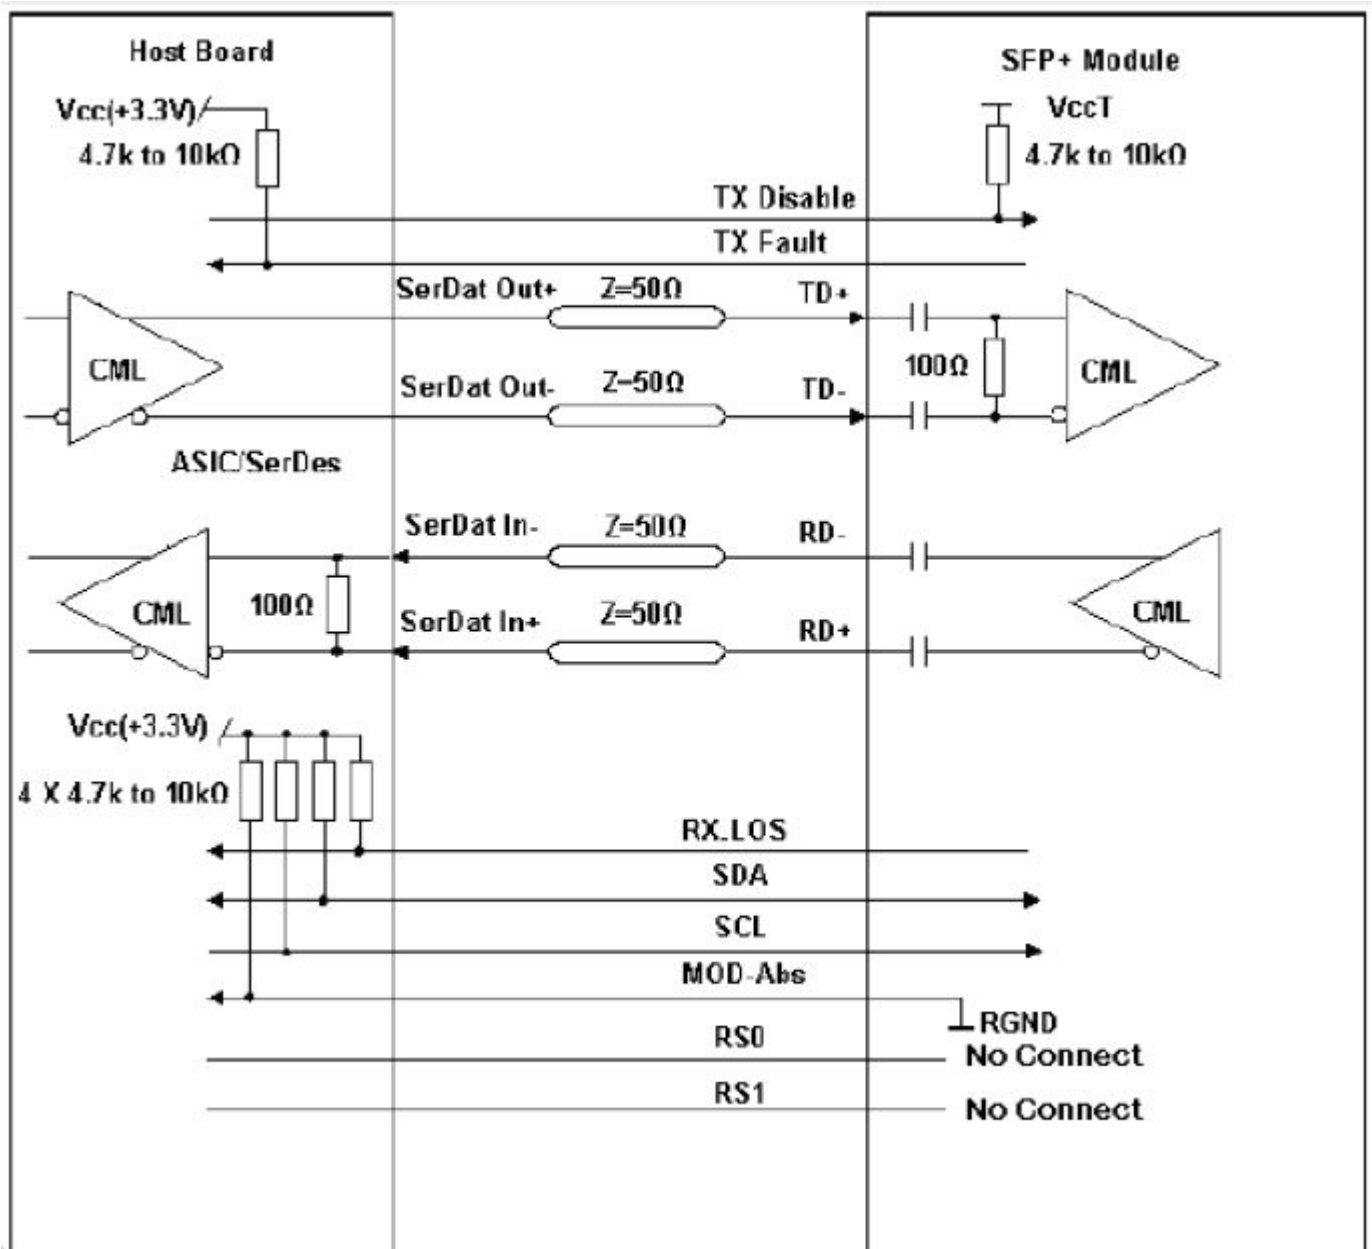 Host Board
SFP+ Module
Vcc(+3.3V)
VccT
4.7k to 10kΩ
4.7k to 10kΩ
TX Disable
TX Fault
SerDat Out+
Z=50Ω
TD+
CML
100Ω
CML
SerDat Out-
Z=50Ω
TD-
ASIC/SerDes
SerDat In-
Z=50Ω
RD-
100Ω
CML
SerDat In+
Z=50Ω
RD+
CML
Vcc(+3.3V)
4 X 4.7k to 10kΩ
RX_LOS
SDA
SCL
MOD-Abs
RGND
RS0
No Connect
RS1
No Connect